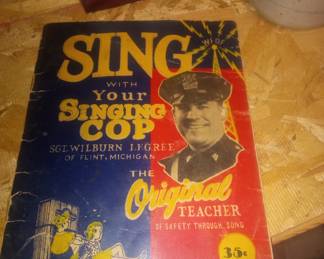 SING
WFDF
WITH
Your
SINGING
COP
SGT. WILBURN LEGREE
OF FLINT, MICHIGAN
THE
Original
TEACHER
OF SAFETY THROUGH SONG
35¢